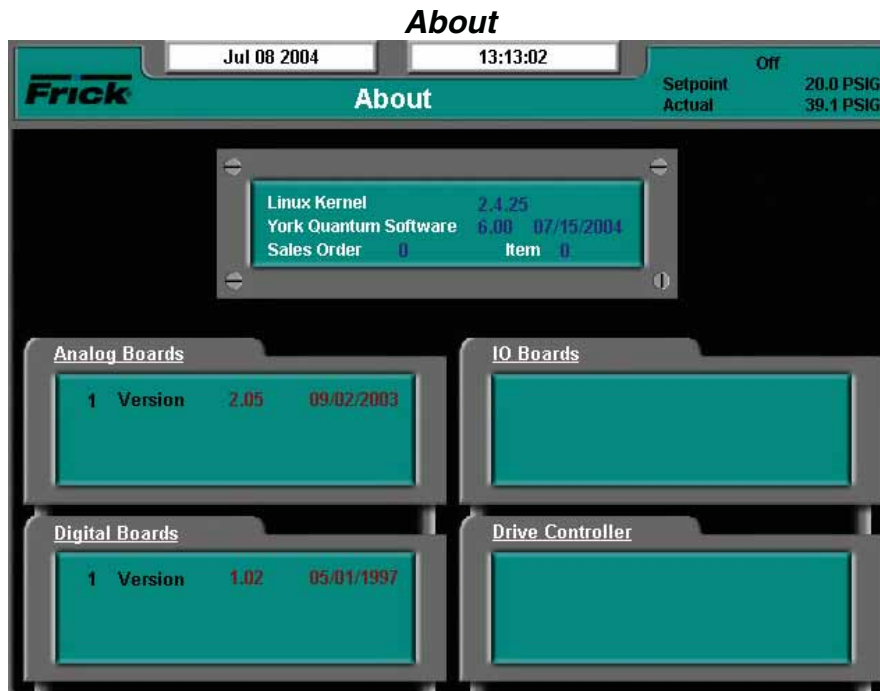 About
Jul 08 2004
13:13:02
Off
Frick
About
Setpoint 20.0 PSIG
Actual 39.1 PSIG
Linux Kernel 2.4.25
York Quantum Software 6.00 07/15/2004
Sales Order 0 Item 0
Analog Boards
1 Version 2.05 09/02/2003
IO Boards
Digital Boards
1 Version 1.02 05/01/1997
Drive Controller